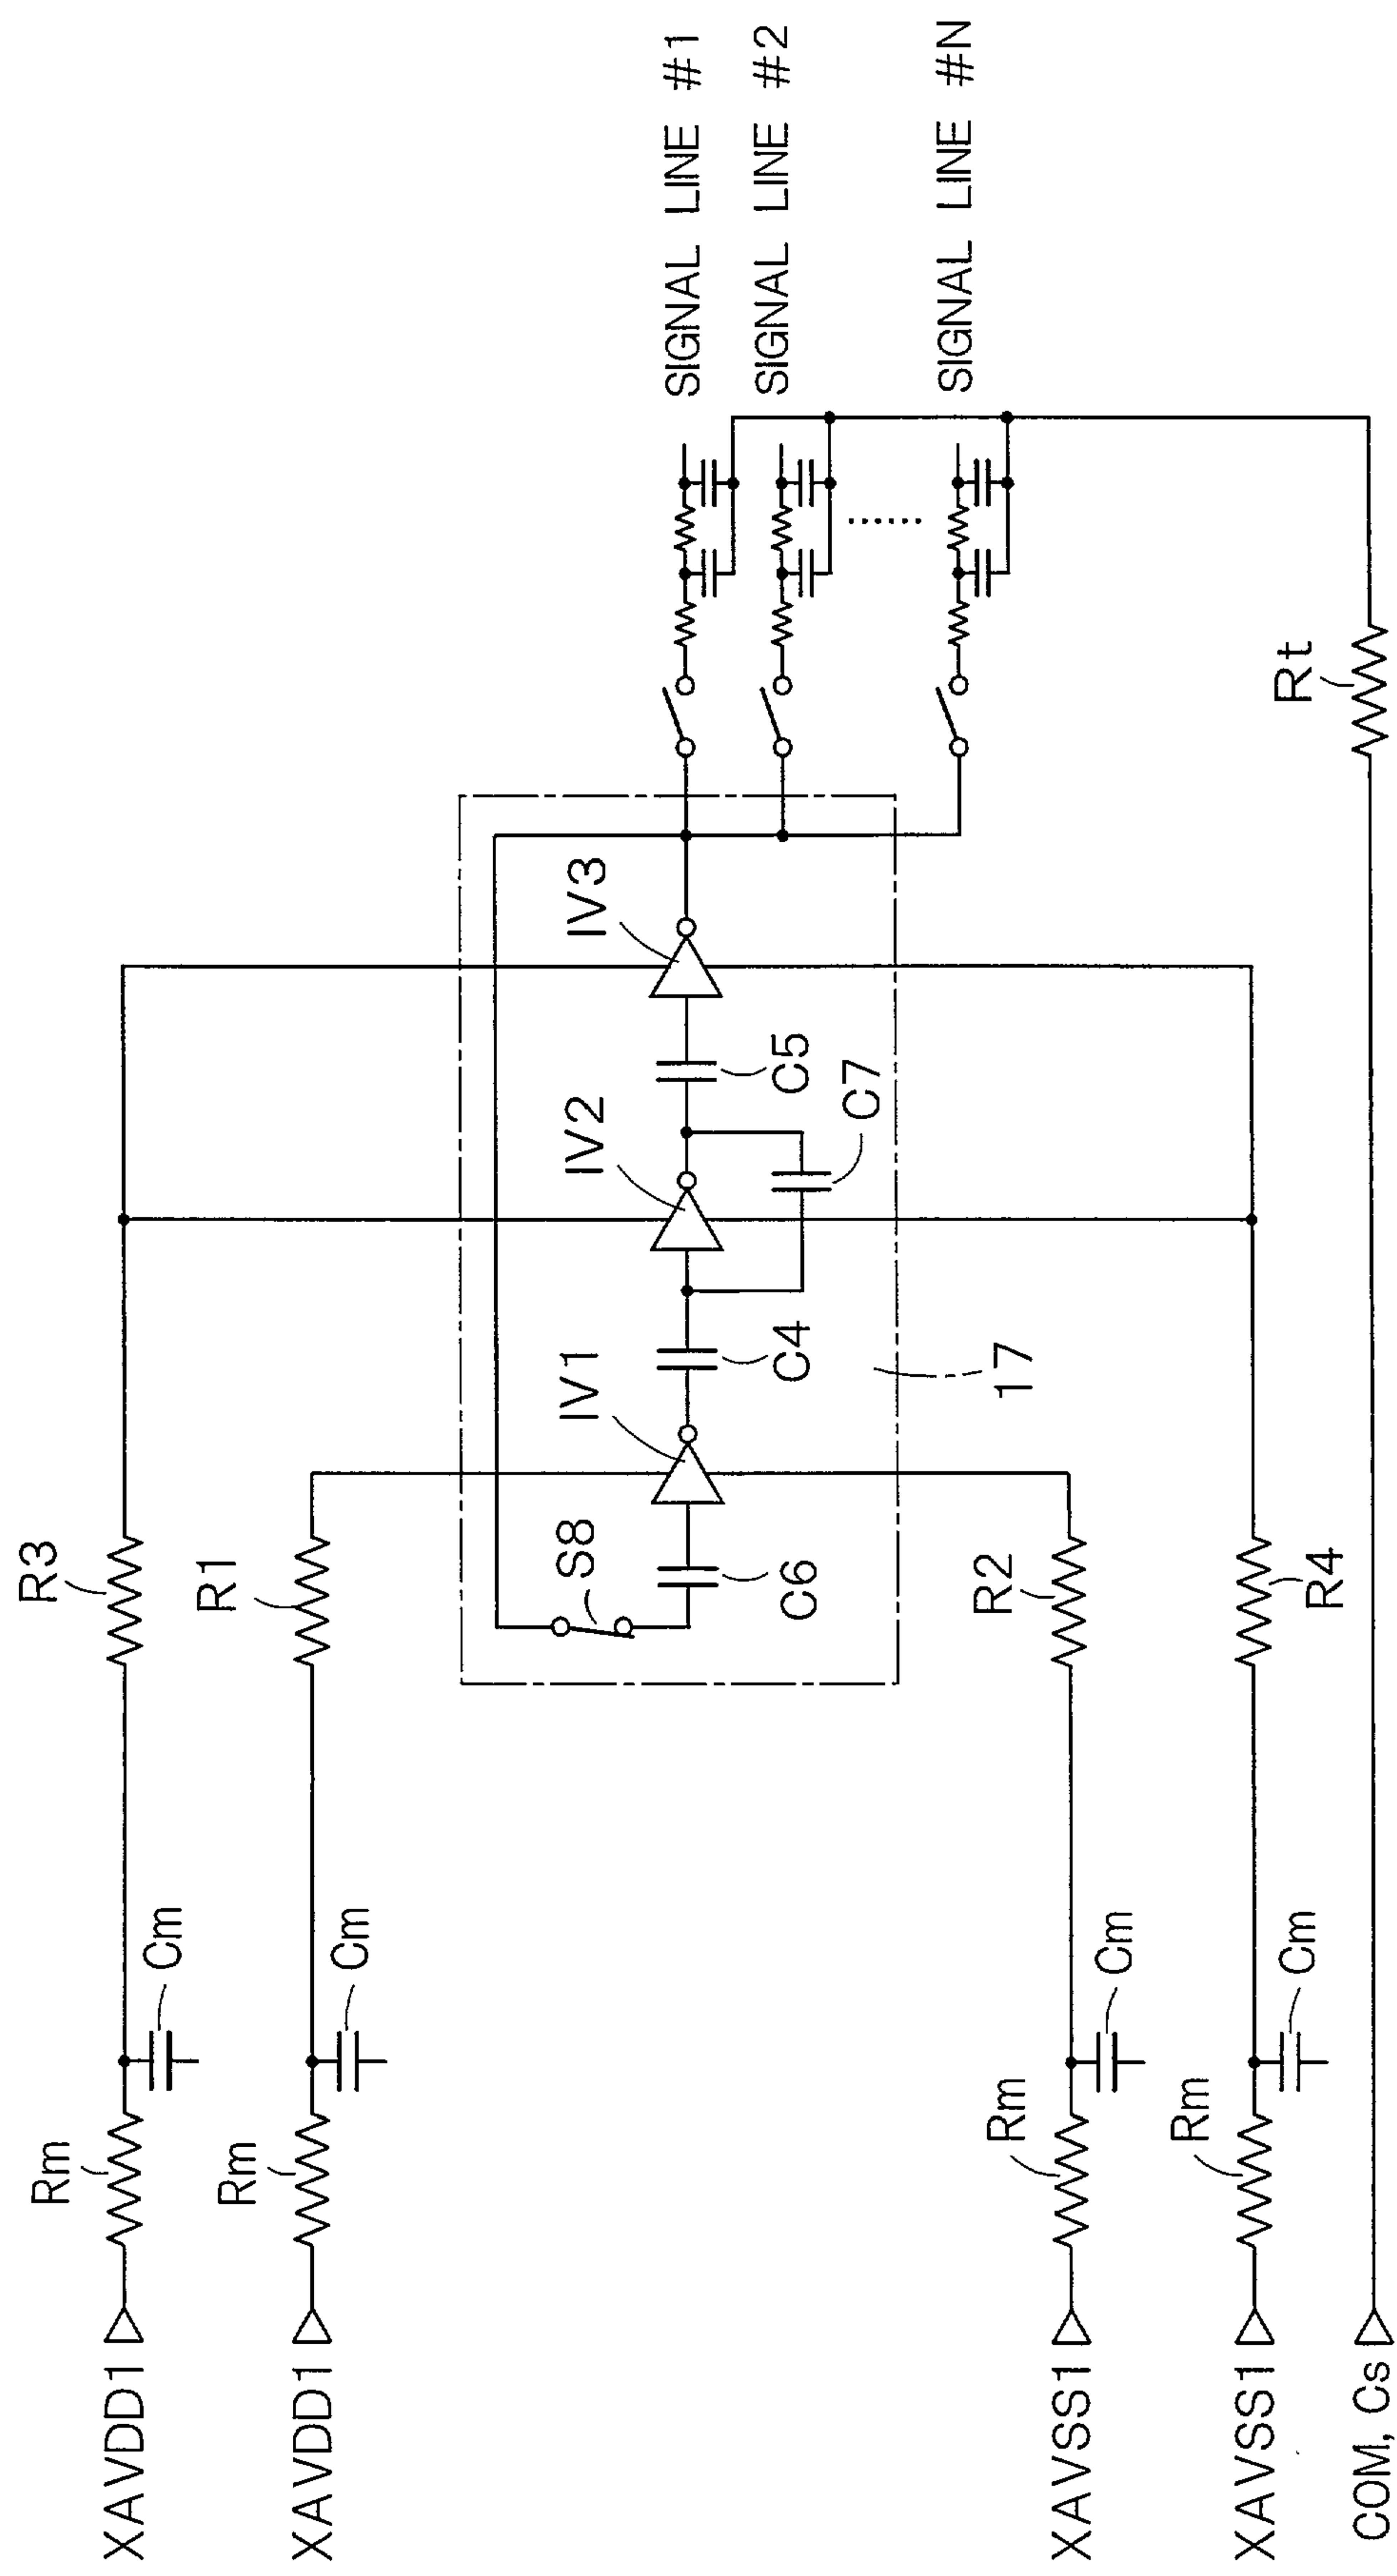 XAVDD1
Rm
Cm
R3
XAVDD1
Rm
Cm
R1
S8
C6
IV1
C4
IV2
C7
C5
IV3
17
SIGNAL LINE #1
SIGNAL LINE #2
SIGNAL LINE #N
XAVSS1
Rm
Cm
R2
XAVSS1
Rm
Cm
R4
COM, Cs
Rt